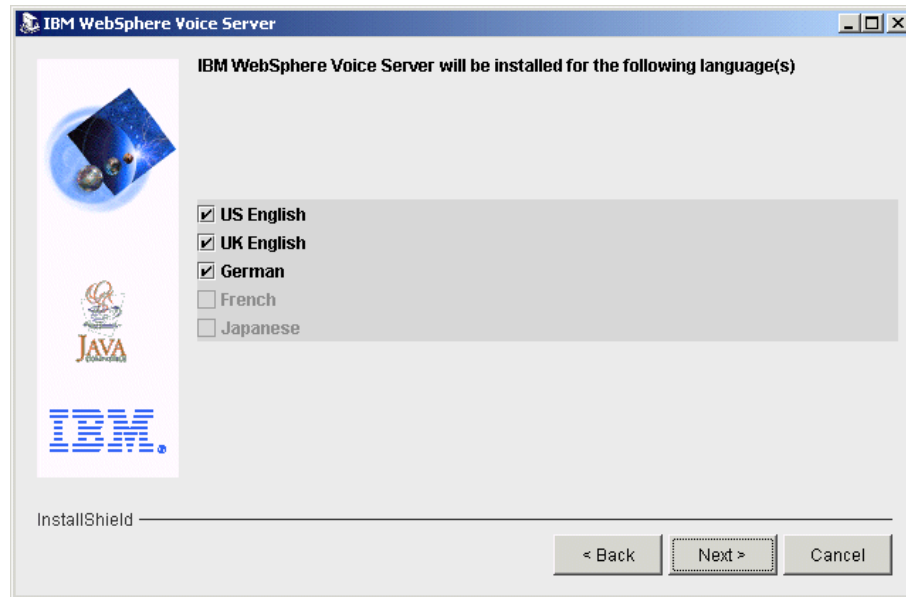 IBM WebSphere Voice Server
IBM WebSphere Voice Server will be installed for the following language(s)
US English
UK English
German
French
Japanese
JAVA
COMPATIBLE
IBM.
InstallShield
< Back
Next >
Cancel